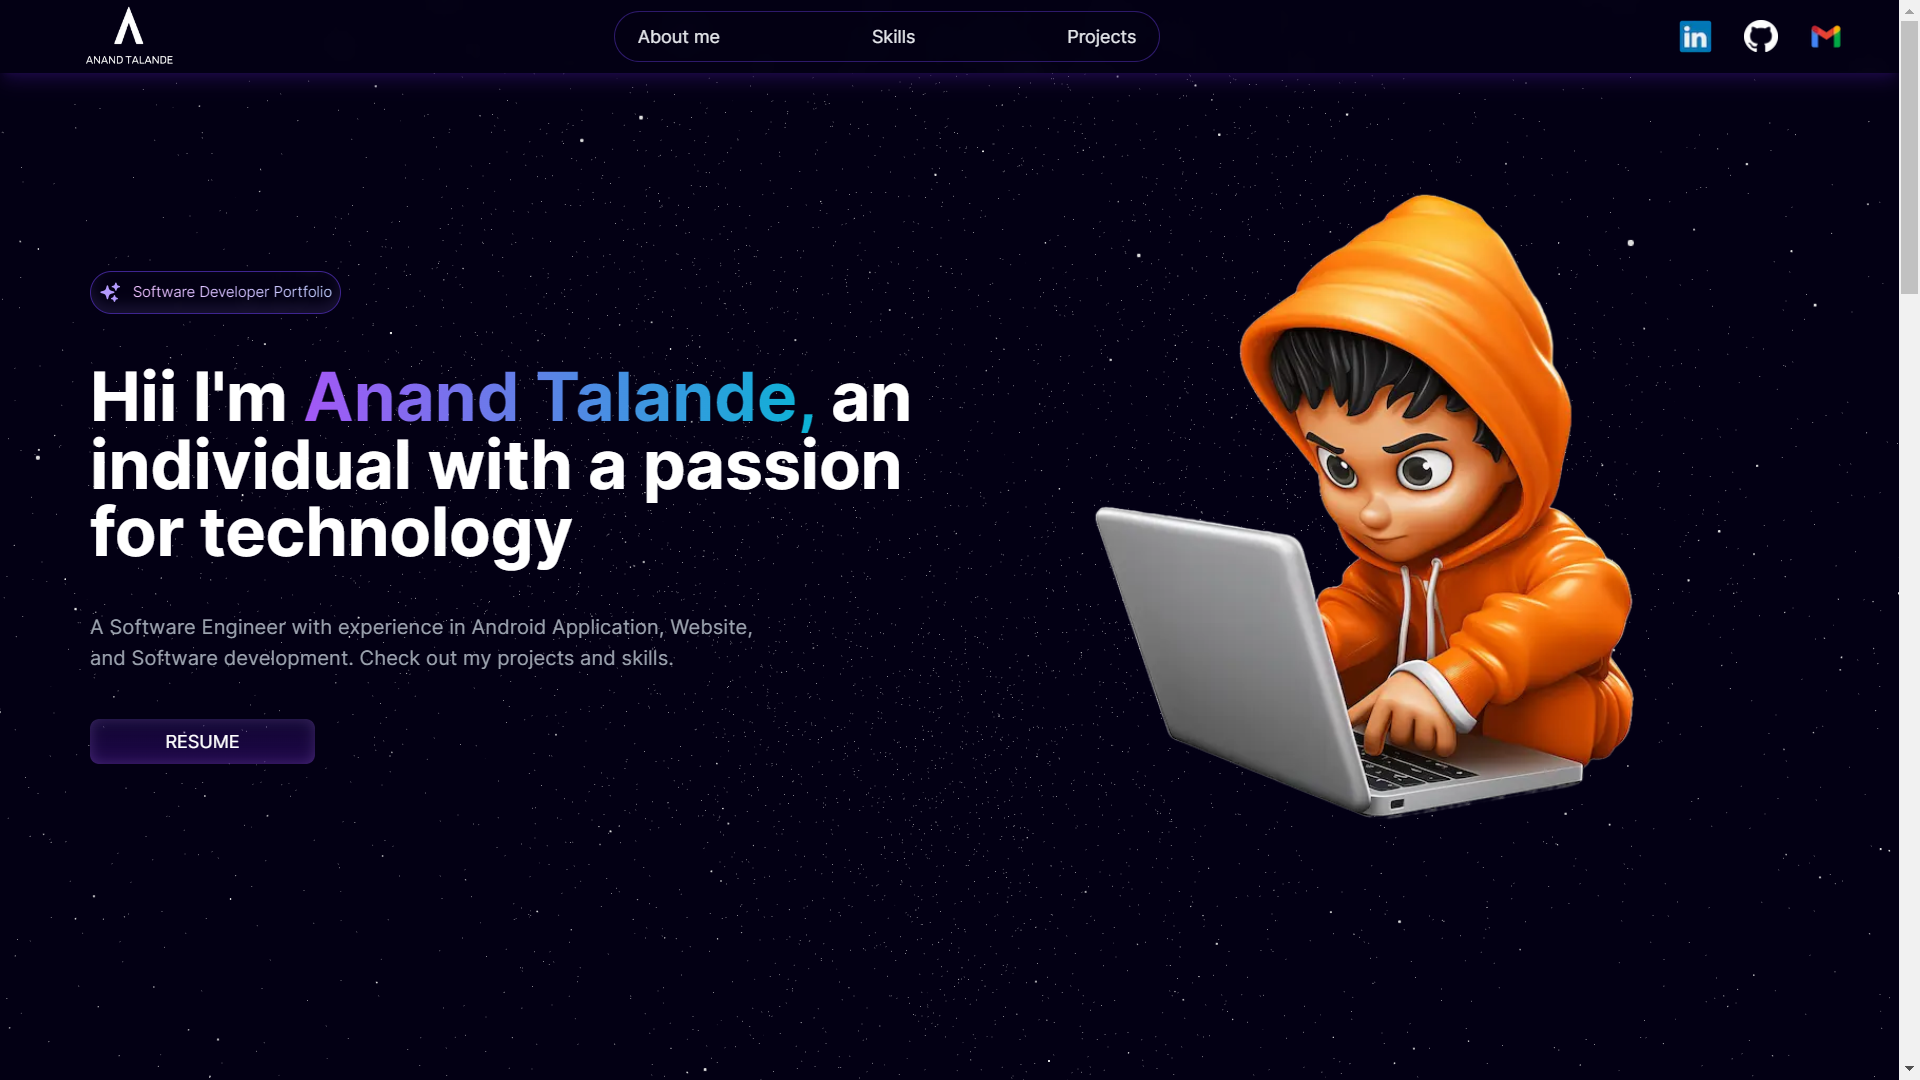 ANAND TALANDE
About me
Skills
Projects
in
Software Developer Portfolio
Hii I'm Anand Talande, an
individual with a passion
for technology
A Software Engineer with experience in Android Application, Website,
and Software development. Check out my projects and skills.
RESUME